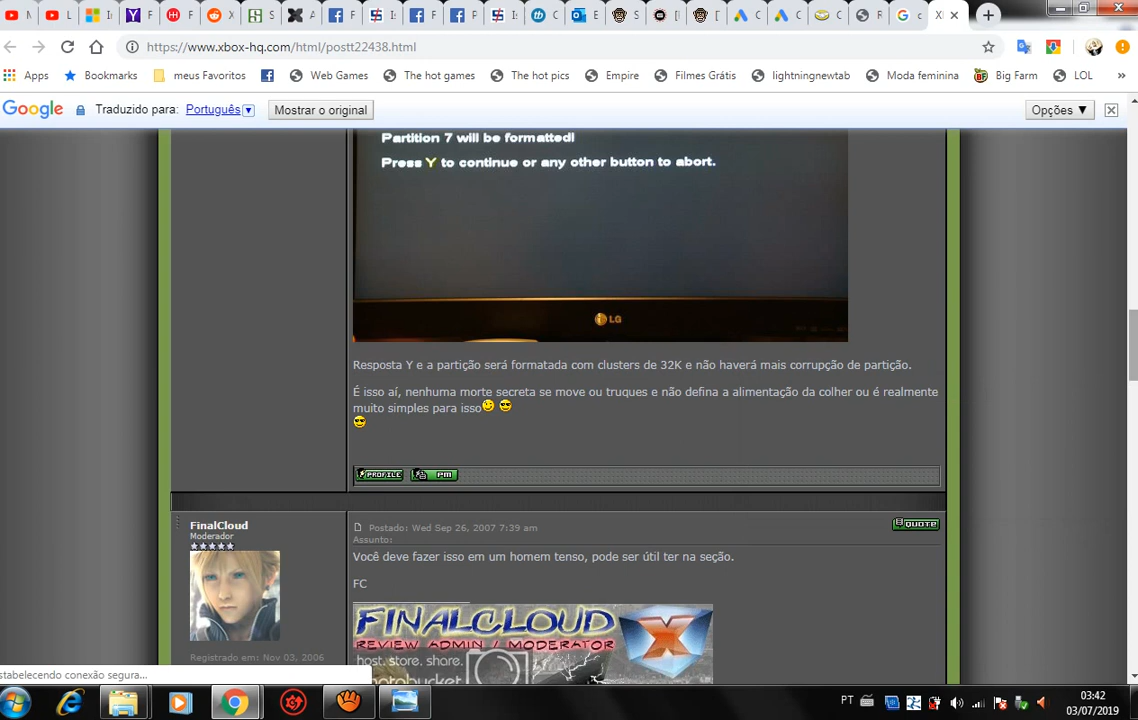 M
L
In
F
F
X
S
A
F
I:
F
F
I:
C
E
S
[
[
C
C
C
R
c
XI
https://www.xbox-hq.com/html/postt22438.html
Apps
Bookmarks
meus Favoritos
Web Games
The hot games
The hot pics
Empire
Filmes Grátis
lightningnewtab
Moda feminina
Big Farm
LOL
»
Google
Traduzido para: Português
Mostrar o original
Opções ▼
Partition 7 will be formatted!
Press Y to continue or any other button to abort.
LG
Resposta Y e a partição será formatada com clusters de 32K e não haverá mais corrupção de partição.
É isso aí, nenhuma morte secreta se move ou truques e não defina a alimentação da colher ou é realmente
muito simples para isso
PROFILE
PM
FinalCloud
Moderador
Registrado em: Nov 03, 2006
Postado: Wed Sep 26, 2007 7:39 am
QUOTE
Assunto:
Você deve fazer isso em um homem tenso, pode ser útil ter na seção.
FC
FINALCLOUD
REVIEW ADMIN / MODERATOR
host. store. share.
photobucket
stabelecendo conexão segura...
PT
03:42
03/07/2019